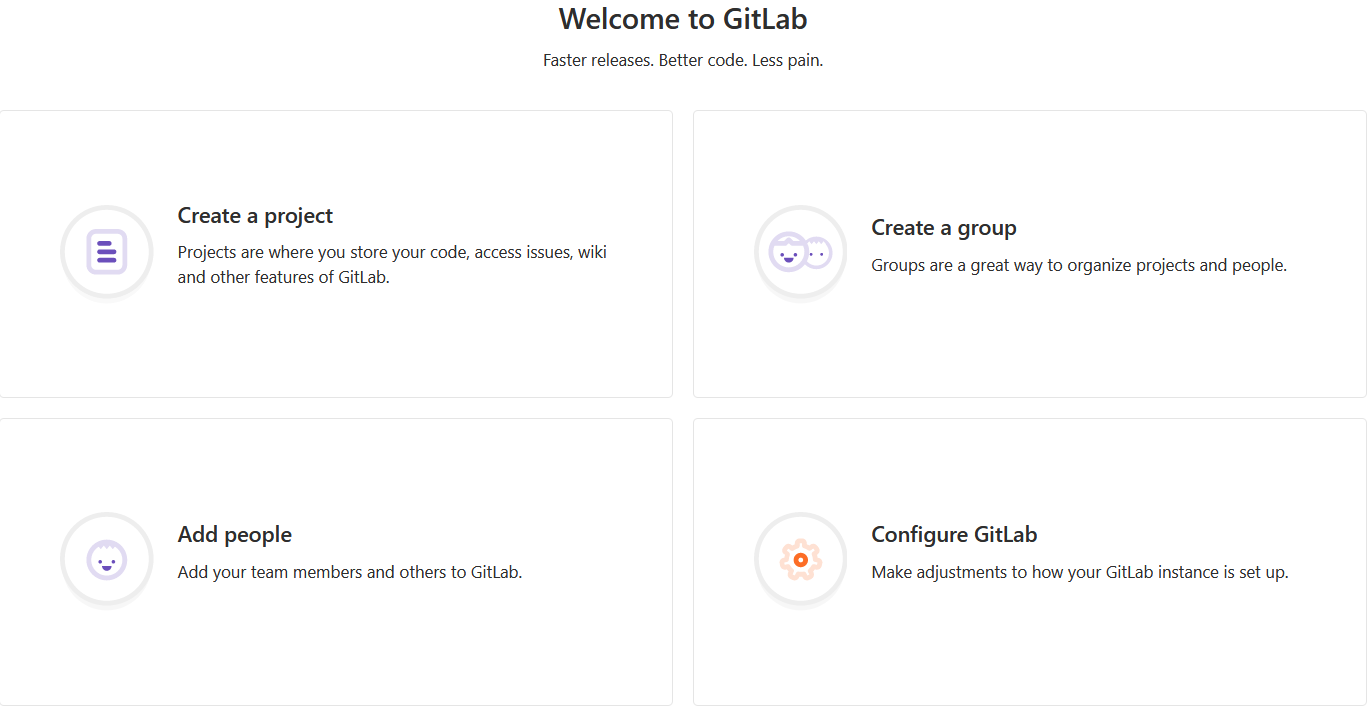 Welcome to GitLab
Faster releases. Better code. Less pain.
Create a project
Projects are where you store your code, access issues, wiki
and other features of GitLab.
Create a group
Groups are a great way to organize projects and people.
Add people
Add your team members and others to GitLab.
Configure GitLab
Make adjustments to how your GitLab instance is set up.